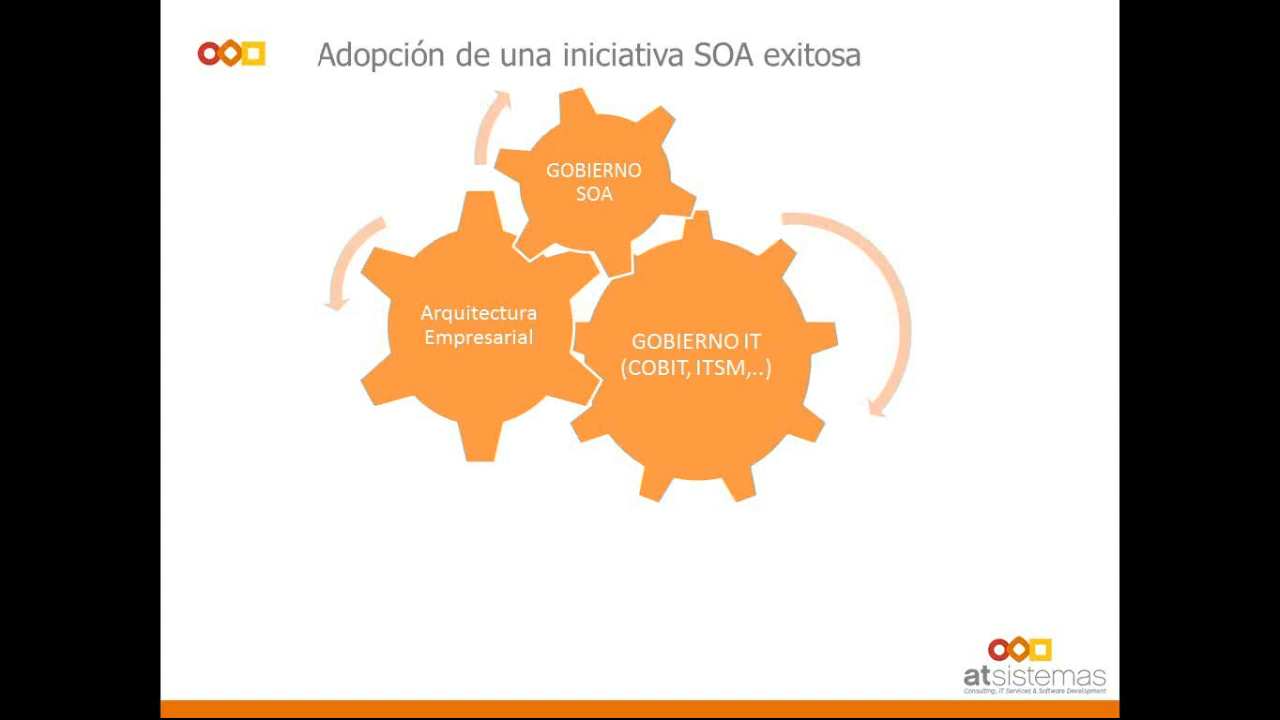 Adopción de una iniciativa SOA exitosa
GOBIERNO
SOA
Arquitectura
Empresarial
GOBIERNO IT
(COBIT, ITSM,..)
atsistemas
Consulting, IT Services & Software Development